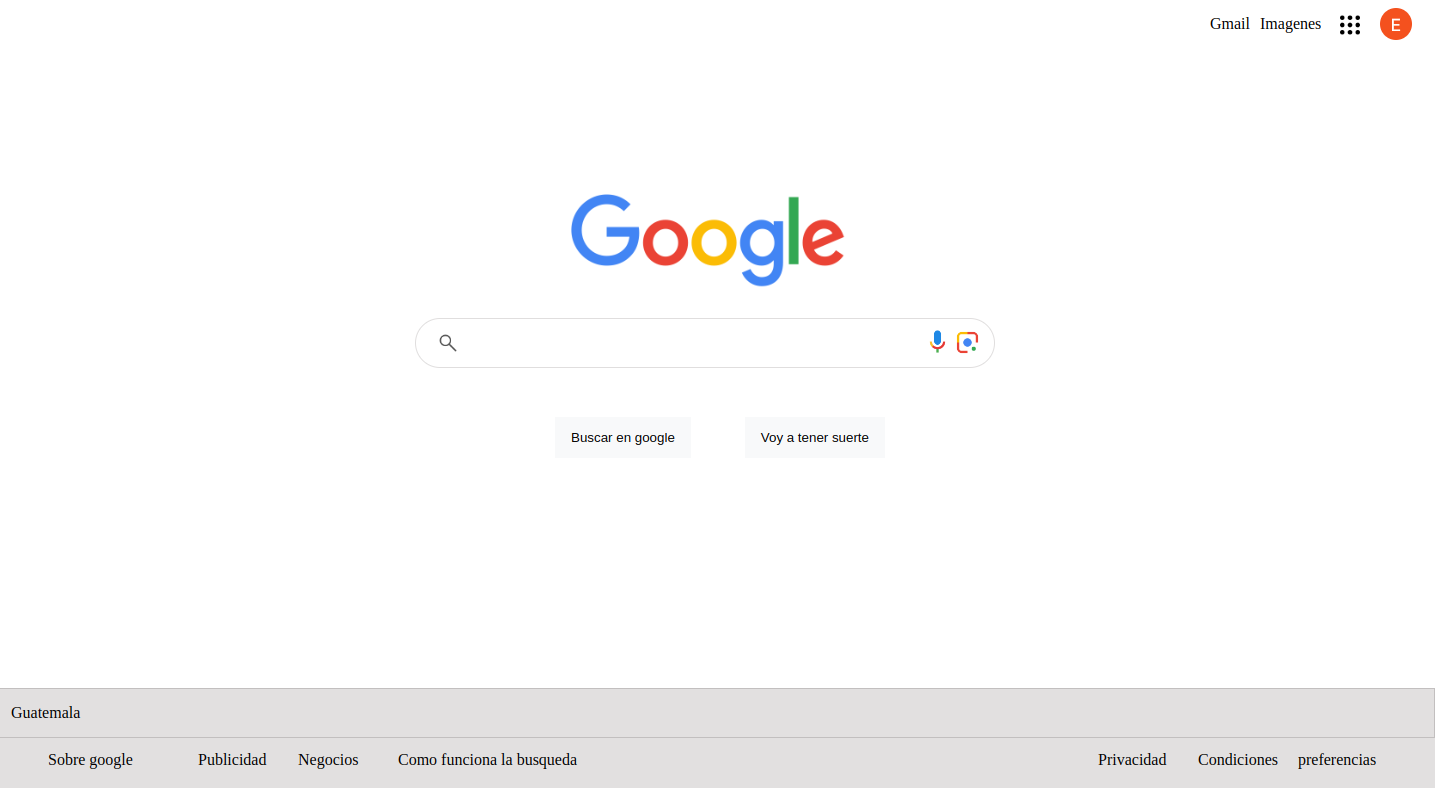 Gmail Imagenes E
Google
Buscar en google Voy a tener suerte
Guatemala
Sobre google Publicidad Negocios Como funciona la busqueda Privacidad Condiciones preferencias